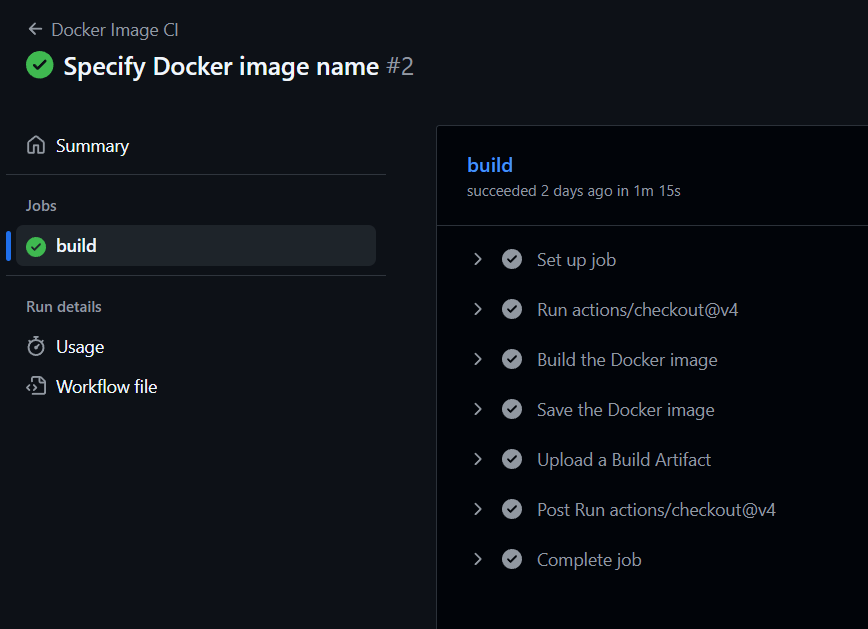 Docker Image CI
Specify Docker image name #2
Summary
Jobs
build
Run details
Usage
Workflow file
build
succeeded 2 days ago in 1m 15s
Set up job
Run actions/checkout@v4
Build the Docker image
Save the Docker image
Upload a Build Artifact
Post Run actions/checkout@v4
Complete job